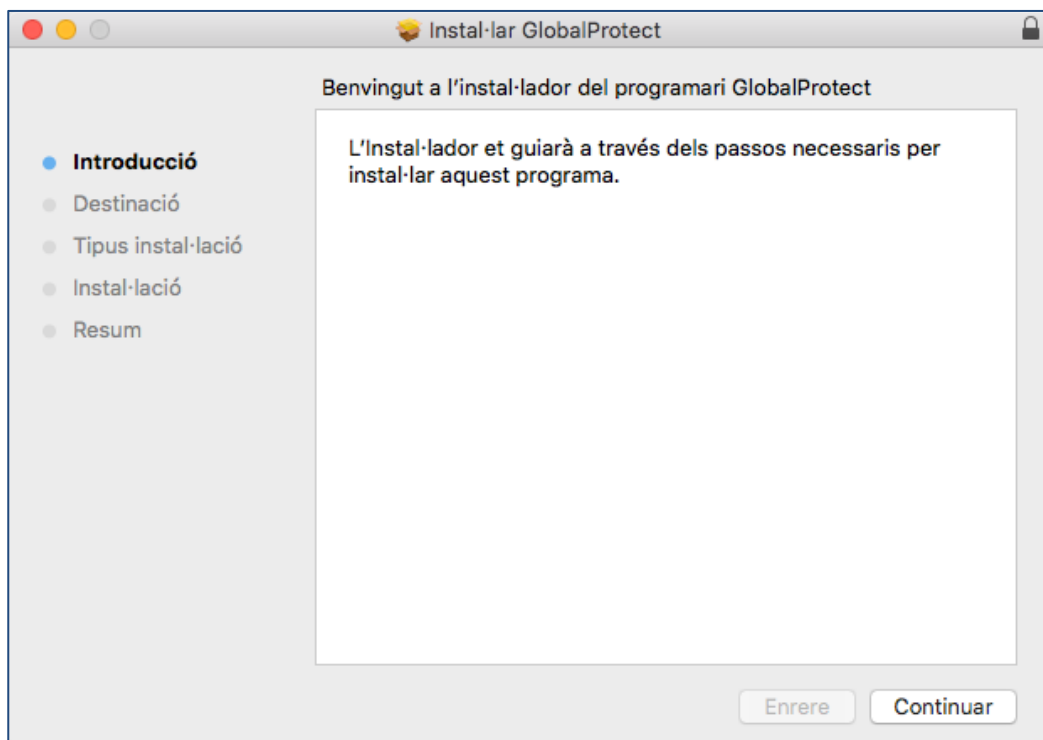 Instal·lar GlobalProtect
Benvingut a l’instal·lador del programari GlobalProtect
Introducció
Destinació
Tipus instal·lació
Instal·lació
Resum
L’Instal·lador et guiarà a través dels passos necessaris per
instal·lar aquest programa.
Enrere
Continuar